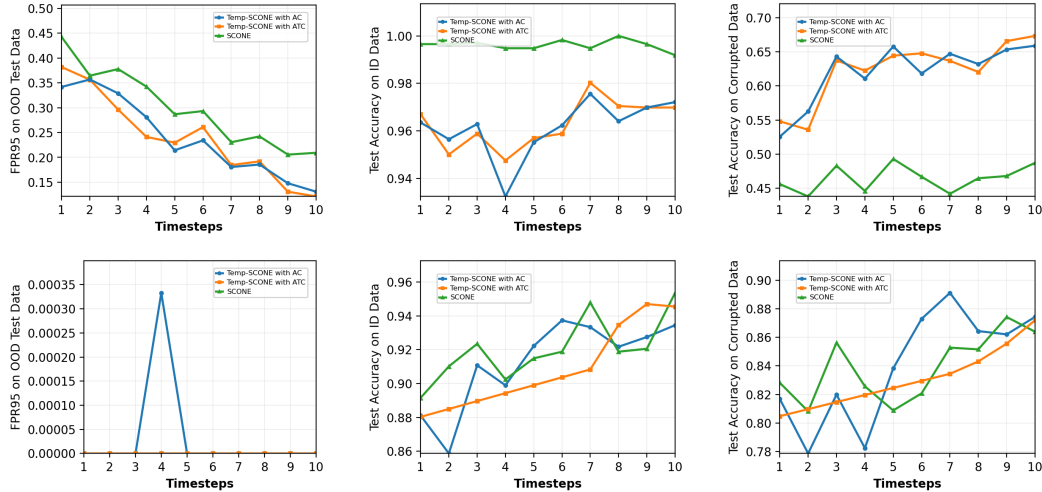 FPR95 on OOD Test Data
0.50
0.45
0.40
0.35
0.30
0.25
0.20
0.15
1 2 3 4 5 6 7 8 9 10
Timesteps
Temp-SCONE with AC
Temp-SCONE with ATC
SCONE
Test Accuracy on ID Data
1.00
0.98
0.96
0.94
1 2 3 4 5 6 7 8 9 10
Timesteps
Temp-SCONE with AC
Temp-SCONE with ATC
SCONE
Test Accuracy on Corrupted Data
0.70
0.65
0.60
0.55
0.50
0.45
1 2 3 4 5 6 7 8 9 10
Timesteps
Temp-SCONE with AC
Temp-SCONE with ATC
SCONE
FPR95 on OOD Test Data
0.00035
0.00030
0.00025
0.00020
0.00015
0.00010
0.00005
0.00000
1 2 3 4 5 6 7 8 9 10
Timesteps
Temp-SCONE with AC
Temp-SCONE with ATC
SCONE
Test Accuracy on ID Data
0.96
0.94
0.92
0.90
0.88
0.86
1 2 3 4 5 6 7 8 9 10
Timesteps
Temp-SCONE with AC
Temp-SCONE with ATC
SCONE
Test Accuracy on Corrupted Data
0.90
0.88
0.86
0.84
0.82
0.80
0.78
1 2 3 4 5 6 7 8 9 10
Timesteps
Temp-SCONE with AC
Temp-SCONE with ATC
SCONE